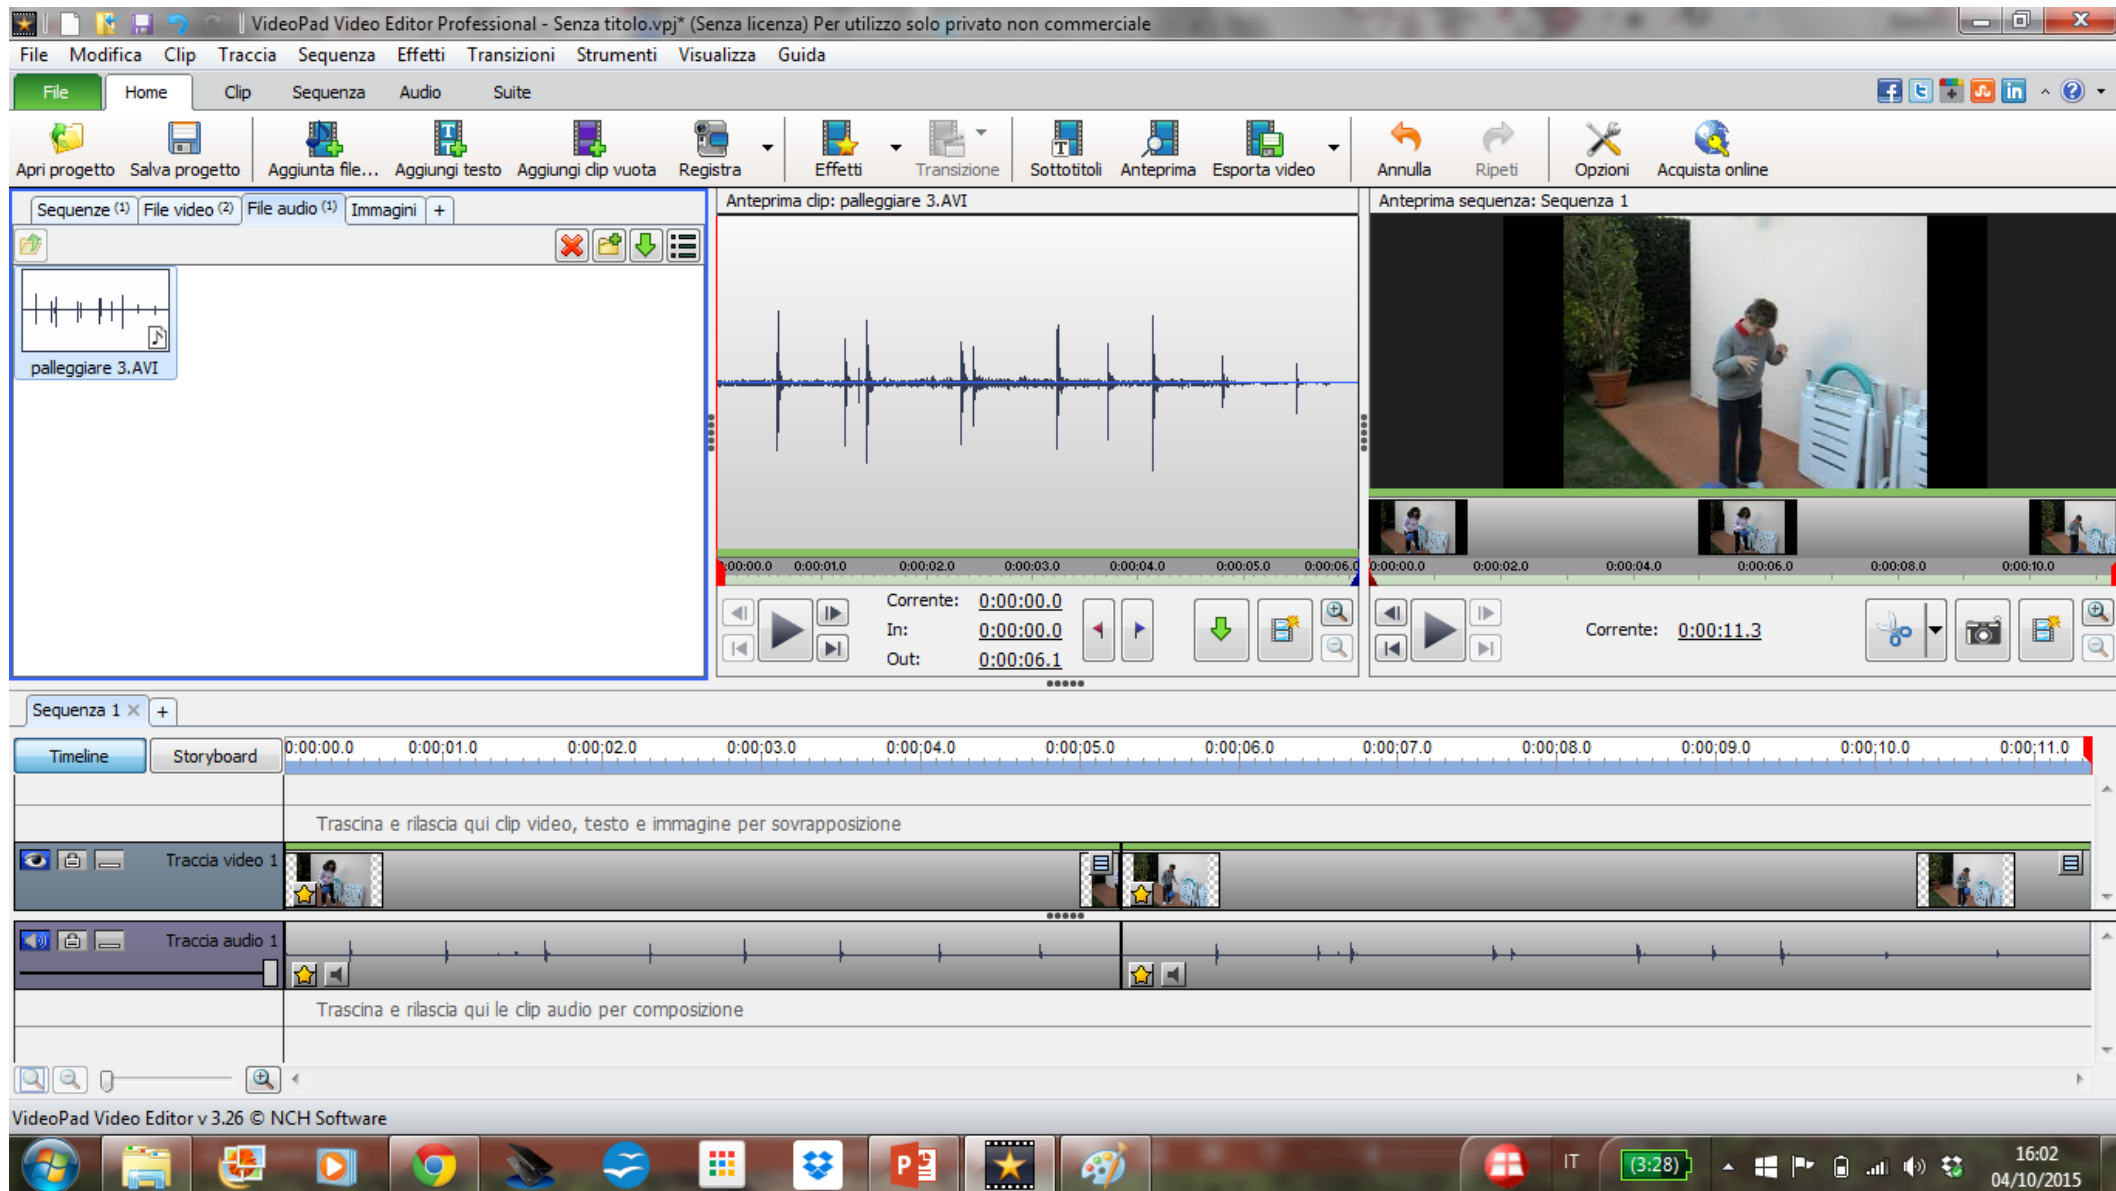 VideoPad Video Editor Professional - Senza titolo.vpj* (Senza licenza) Per utilizzo solo privato non commerciale
File Modifica Clip Traccia Sequenza Effetti Transizioni Strumenti Visualizza Guida
File Home Clip Sequenza Audio Suite
Apri progetto Salva progetto Aggiunta file... Aggiungi testo Aggiungi clip vuota Registra Effetti Transizione Sottotitoli Anteprima Esporta video Annulla Ripeti Opzioni Acquista online
Sequenze (1) File video (2) File audio (1) Immagini +
Anteprima clip: palleggiare 3.AVI
Anteprima sequenza: Sequenza 1
palleggiare 3.AVI
0:00:01.0 0:00:02.0 0:00:03.0 0:00:04.0 0:00:05.0
0:00:00.0 0:00:02.0 0:00:04.0 0:00:06.0 0:00:08.0 0:00:10.0
Corrente: 0:00:00.0
In: 0:00:00.0
Out: 0:00:06.1
Corrente: 0:00:11.3
Sequenza 1 +
Timeline Storyboard
0:00:00.0 0:00;01.0 0:00;02.0 0:00;03.0 0:00;04.0 0:00;05.0 0:00;06.0 0:00;07.0 0:00;08.0 0:00;09.0 0:00;10.0 0:00;11.0
Trascina e rilascia qui clip video, testo e immagine per sovrapposizione
Traccia video 1
Traccia audio 1
Trascina e rilascia qui le clip audio per composizione
VideoPad Video Editor v 3.26 © NCH Software
IT (3:28) 16:02
04/10/2015